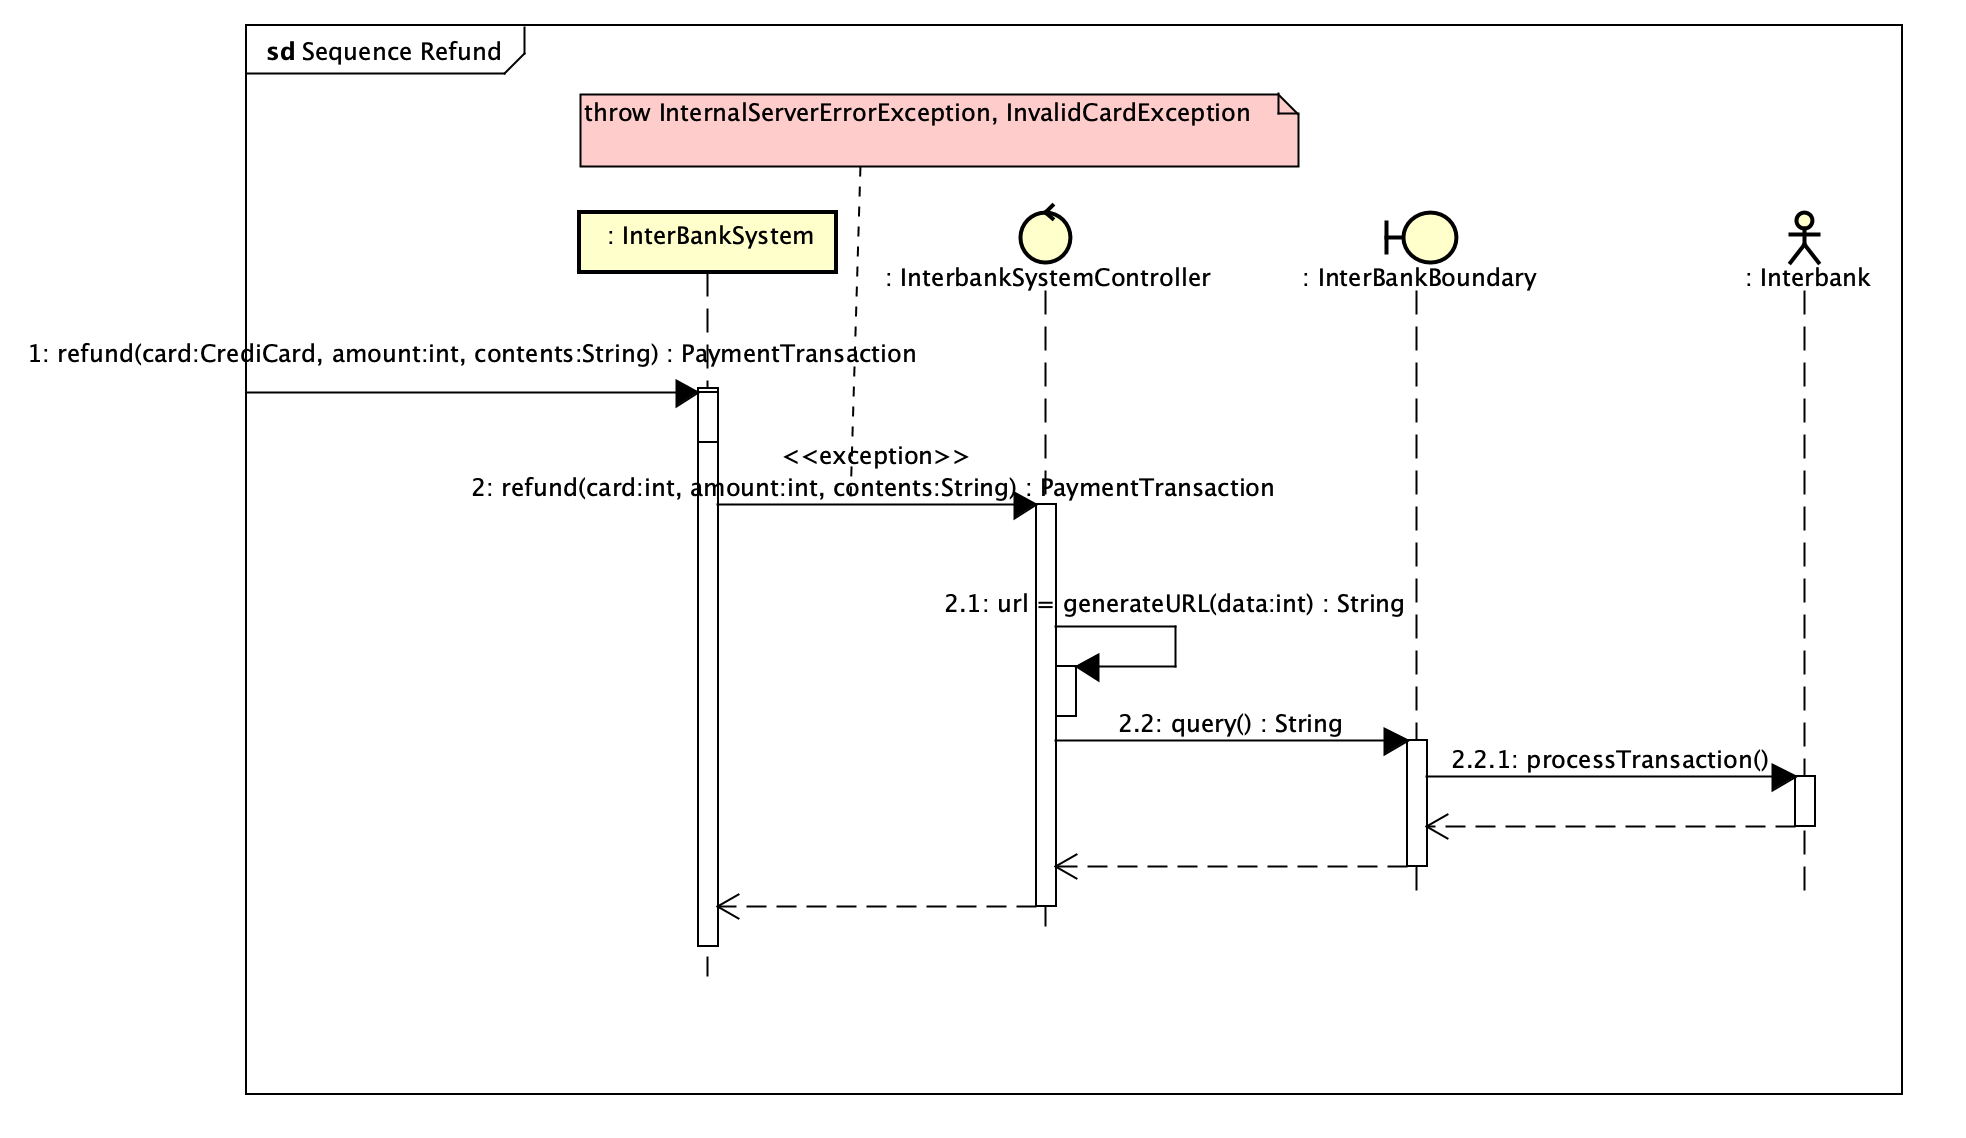 sd Sequence Refund
throw InternalServerErrorException, InvalidCardException
: InterBankSystem
: InterbankSystemController
: InterBankBoundary
: Interbank
1: refund(card:CrediCard, amount:int, contents:String) : PaymentTransaction
<<exception>>
2: refund(card:int, amount:int, contents:String) : PaymentTransaction
2.1: url = generateURL(data:int) : String
2.2: query() : String
2.2.1: processTransaction()